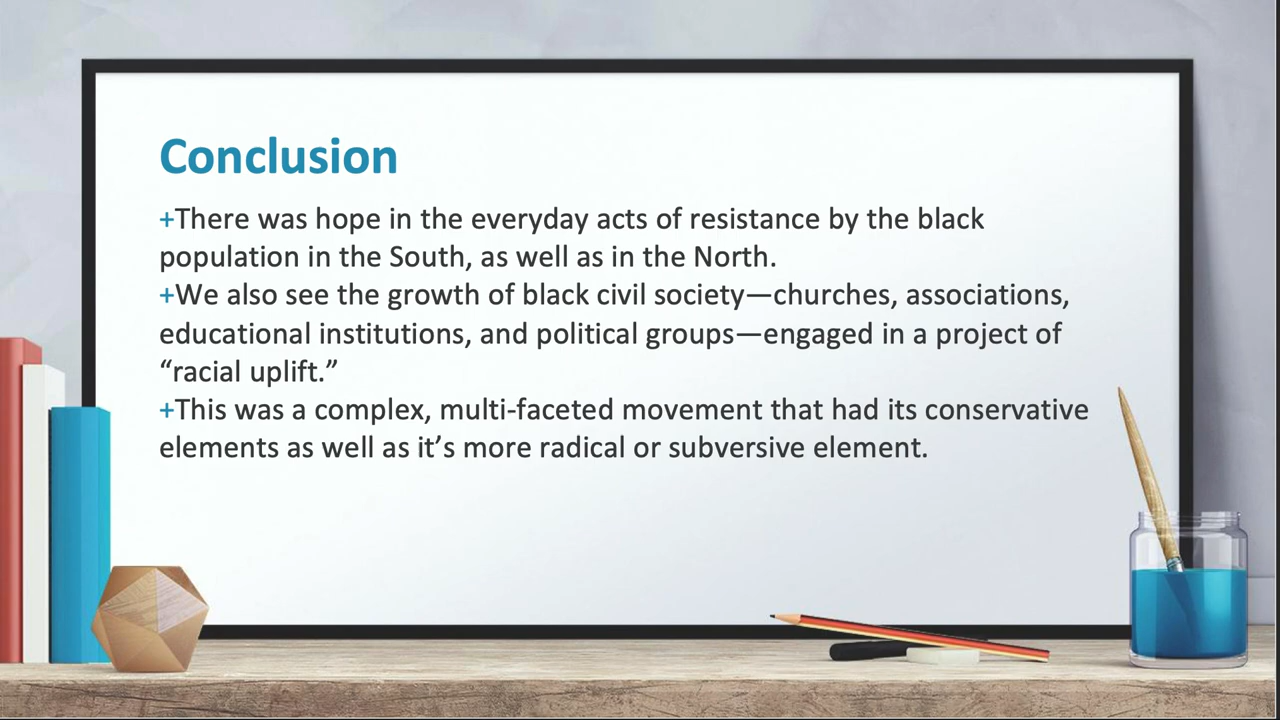 Conclusion
+There was hope in the everyday acts of resistance by the black
population in the South, as well as in the North.
+We also see the growth of black civil society—churches, associations,
educational institutions, and political groups—engaged in a project of
“racial uplift.”
+This was a complex, multi-faceted movement that had its conservative
elements as well as it’s more radical or subversive element.